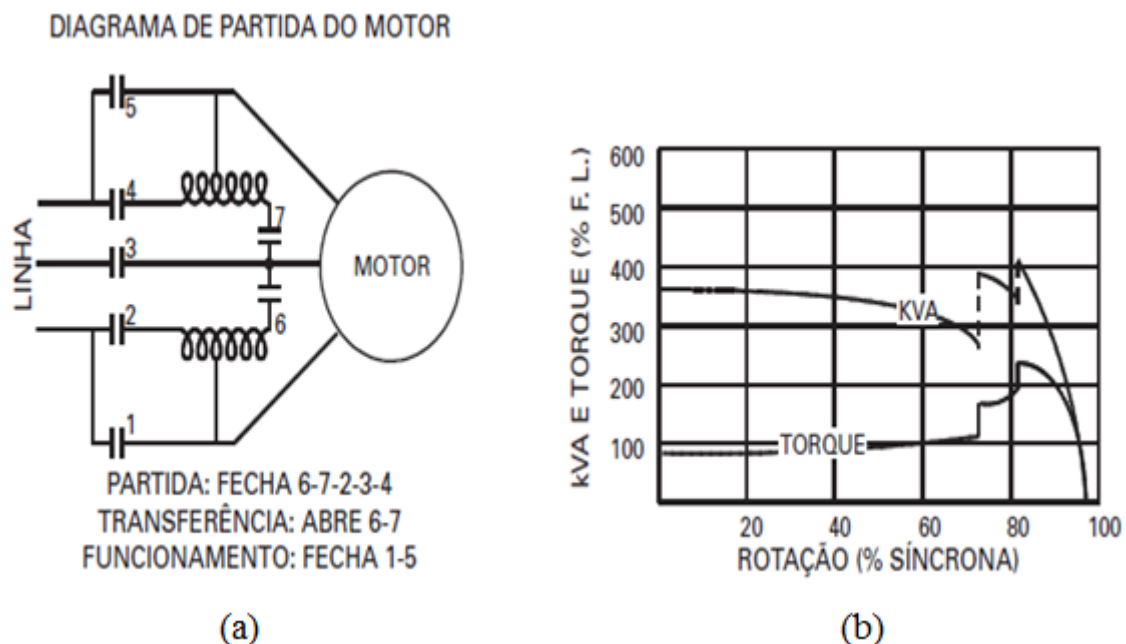 DIAGRAMA DE PARTIDA DO MOTOR
5
4
7
3
MOTOR
LINHA
2
6
1
PARTIDA: FECHA 6-7-2-3-4
TRANSFERÊNCIA: ABRE 6-7
FUNCIONAMENTO: FECHA 1-5
(a)
kVA E TORQUE (% F. L.)
600
500
400
300
200
100
KVA
TORQUE
20 40 60 80 100
ROTAÇÃO (% SÍNCRONA)
(b)